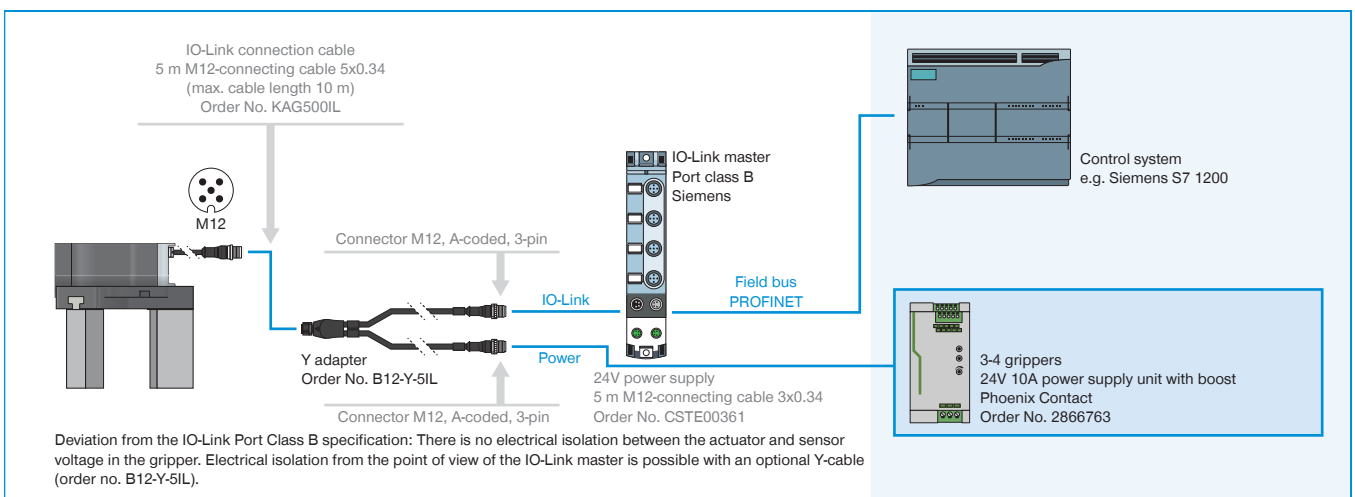 IO-Link connection cable
5 m M12-connecting cable 5x0.34
(max. cable length 10 m)
Order No. KAG500IL
M12
Connector M12, A-coded, 3-pin
IO-Link
Y adapter
Order No. B12-Y-5IL
Power
Connector M12, A-coded, 3-pin
IO-Link master
Port class B
Siemens
24V power supply
5 m M12-connecting cable 3x0.34
Order No. CSTE00361
Field bus
PROFINET
Control system
e.g. Siemens S7 1200
3-4 grippers
24V 10A power supply unit with boost
Phoenix Contact
Order No. 2866763
Deviation from the IO-Link Port Class B specification: There is no electrical isolation between the actuator and sensor
voltage in the gripper. Electrical isolation from the point of view of the IO-Link master is possible with an optional Y-cable
(order no. B12-Y-5IL).